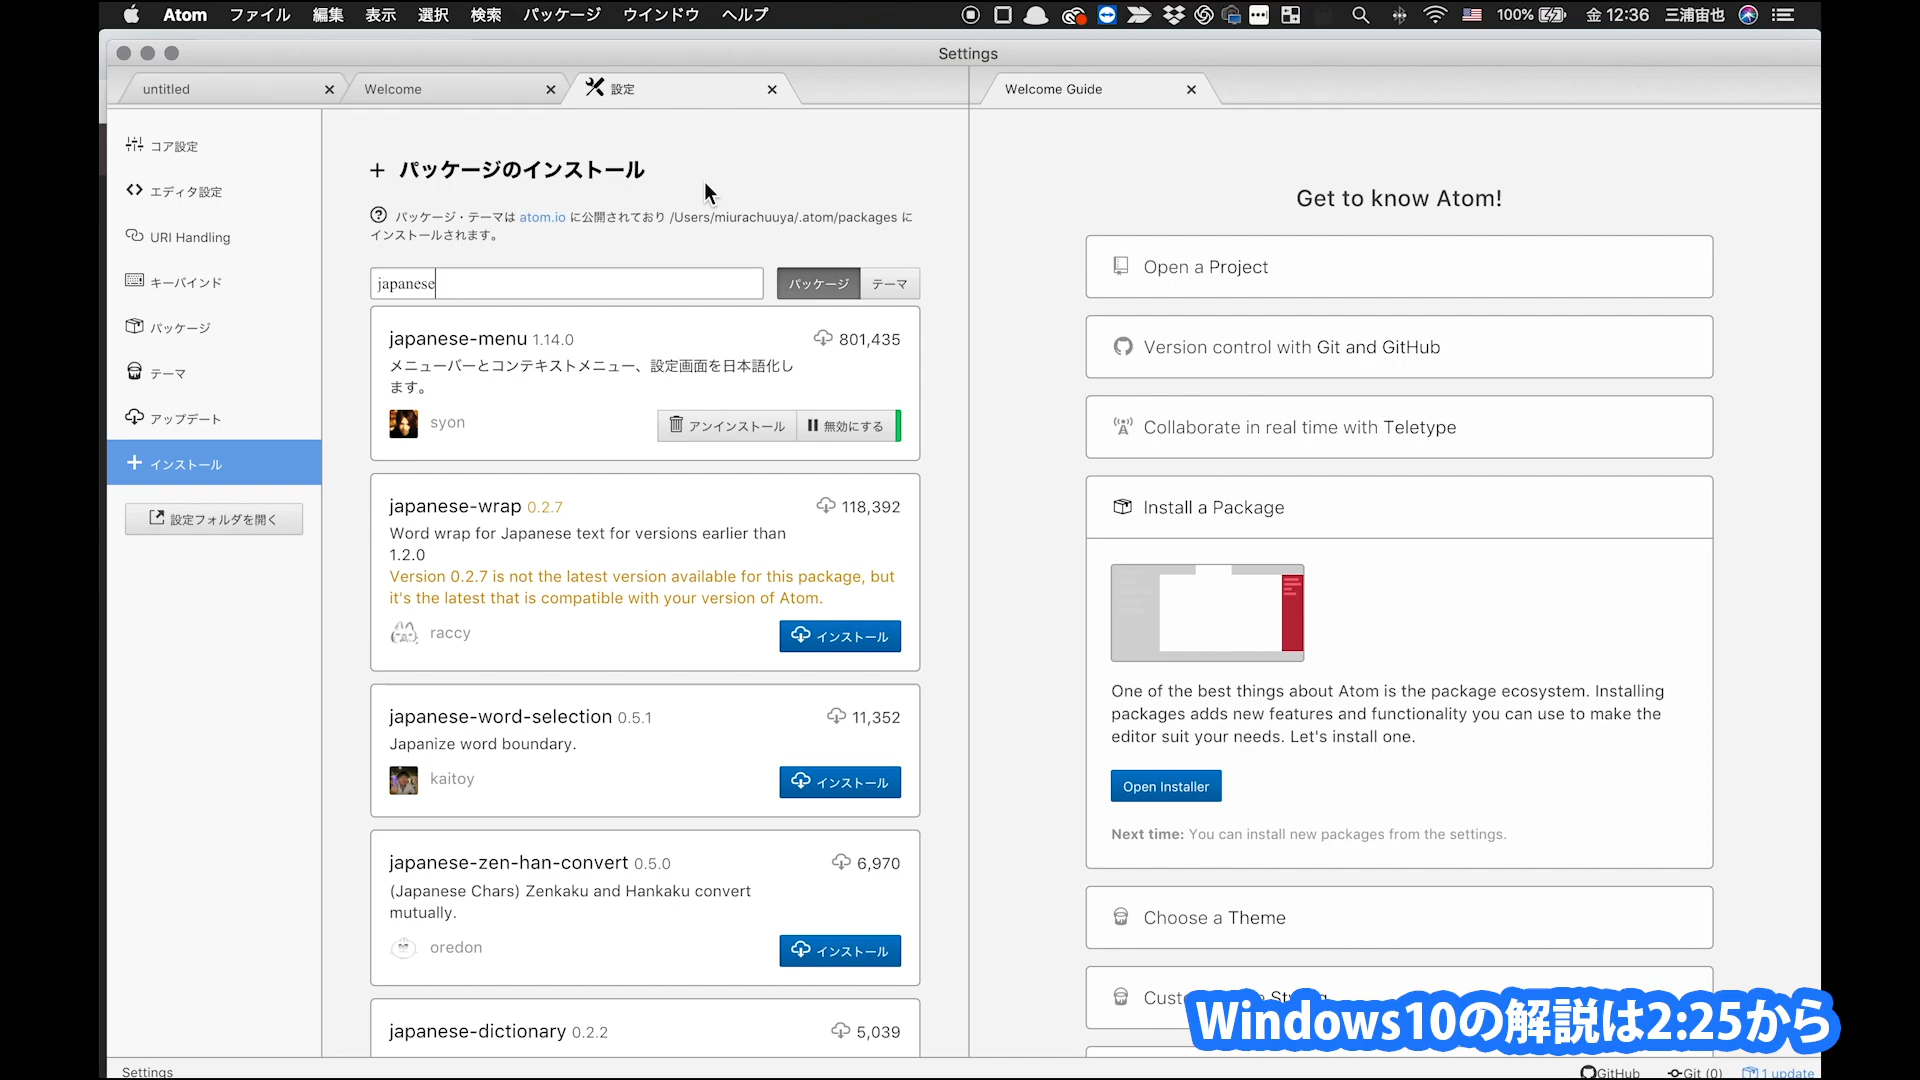 Atom ファイル 編集 表示 選択 検索 パッケージ ウインドウ ヘルプ
100% 金 12:36 三浦宙也
Settings
untitled
Welcome
設定
Welcome Guide
コア設定
エディタ設定
URI Handling
キーバインド
パッケージ
テーマ
アップデート
インストール
設定フォルダを開く
パッケージのインストール
パッケージ・テーマは atom.io に公開されており /Users/miurachuuya/.atom/packages に
インストールされます。
japanese
パッケージ テーマ
japanese-menu 1.14.0 801,435
メニューバーとコンテキストメニュー、設定画面を日本語化し
ます。
syon アンインストール 無効にする
japanese-wrap 0.2.7 118,392
Word wrap for Japanese text for versions earlier than
1.2.0
Version 0.2.7 is not the latest version available for this package, but
it's the latest that is compatible with your version of Atom.
raccy インストール
japanese-word-selection 0.5.1 11,352
Japanize word boundary.
kaitoy インストール
japanese-zen-han-convert 0.5.0 6,970
(Japanese Chars) Zenkaku and Hankaku convert
mutually.
oredon インストール
japanese-dictionary 0.2.2 5,039
Get to know Atom!
Open a Project
Version control with Git and GitHub
Collaborate in real time with Teletype
Install a Package
One of the best things about Atom is the package ecosystem. Installing
packages adds new features and functionality you can use to make the
editor suit your needs. Let's install one.
Open Installer
Next time: You can install new packages from the settings.
Choose a Theme
Windows10の解説は2:25から
Settings
GitHub Git (0) 1 update